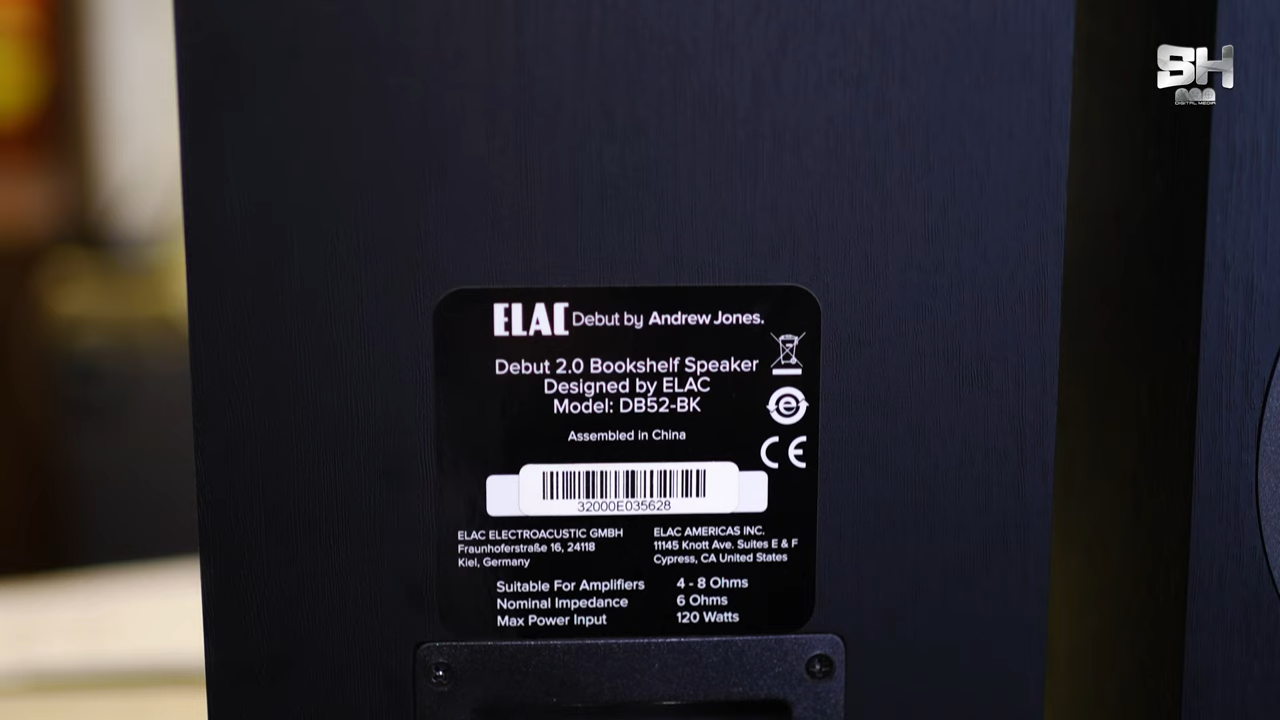 SH
DIGITAL MEDIA
ELAC Debut by Andrew Jones.
Debut 2.0 Bookshelf Speaker
Designed by ELAC
Model: DB52-BK
Assembled in China
CE
32000E035628
ELAC ELECTROACUSTIC GMBH
Fraunhoferstraße 16, 24118
Kiel, Germany
ELAC AMERICAS INC.
11145 Knott Ave. Suites E & F
Cypress, CA United States
Suitable For Amplifiers 4 - 8 Ohms
Nominal Impedance 6 Ohms
Max Power Input 120 Watts